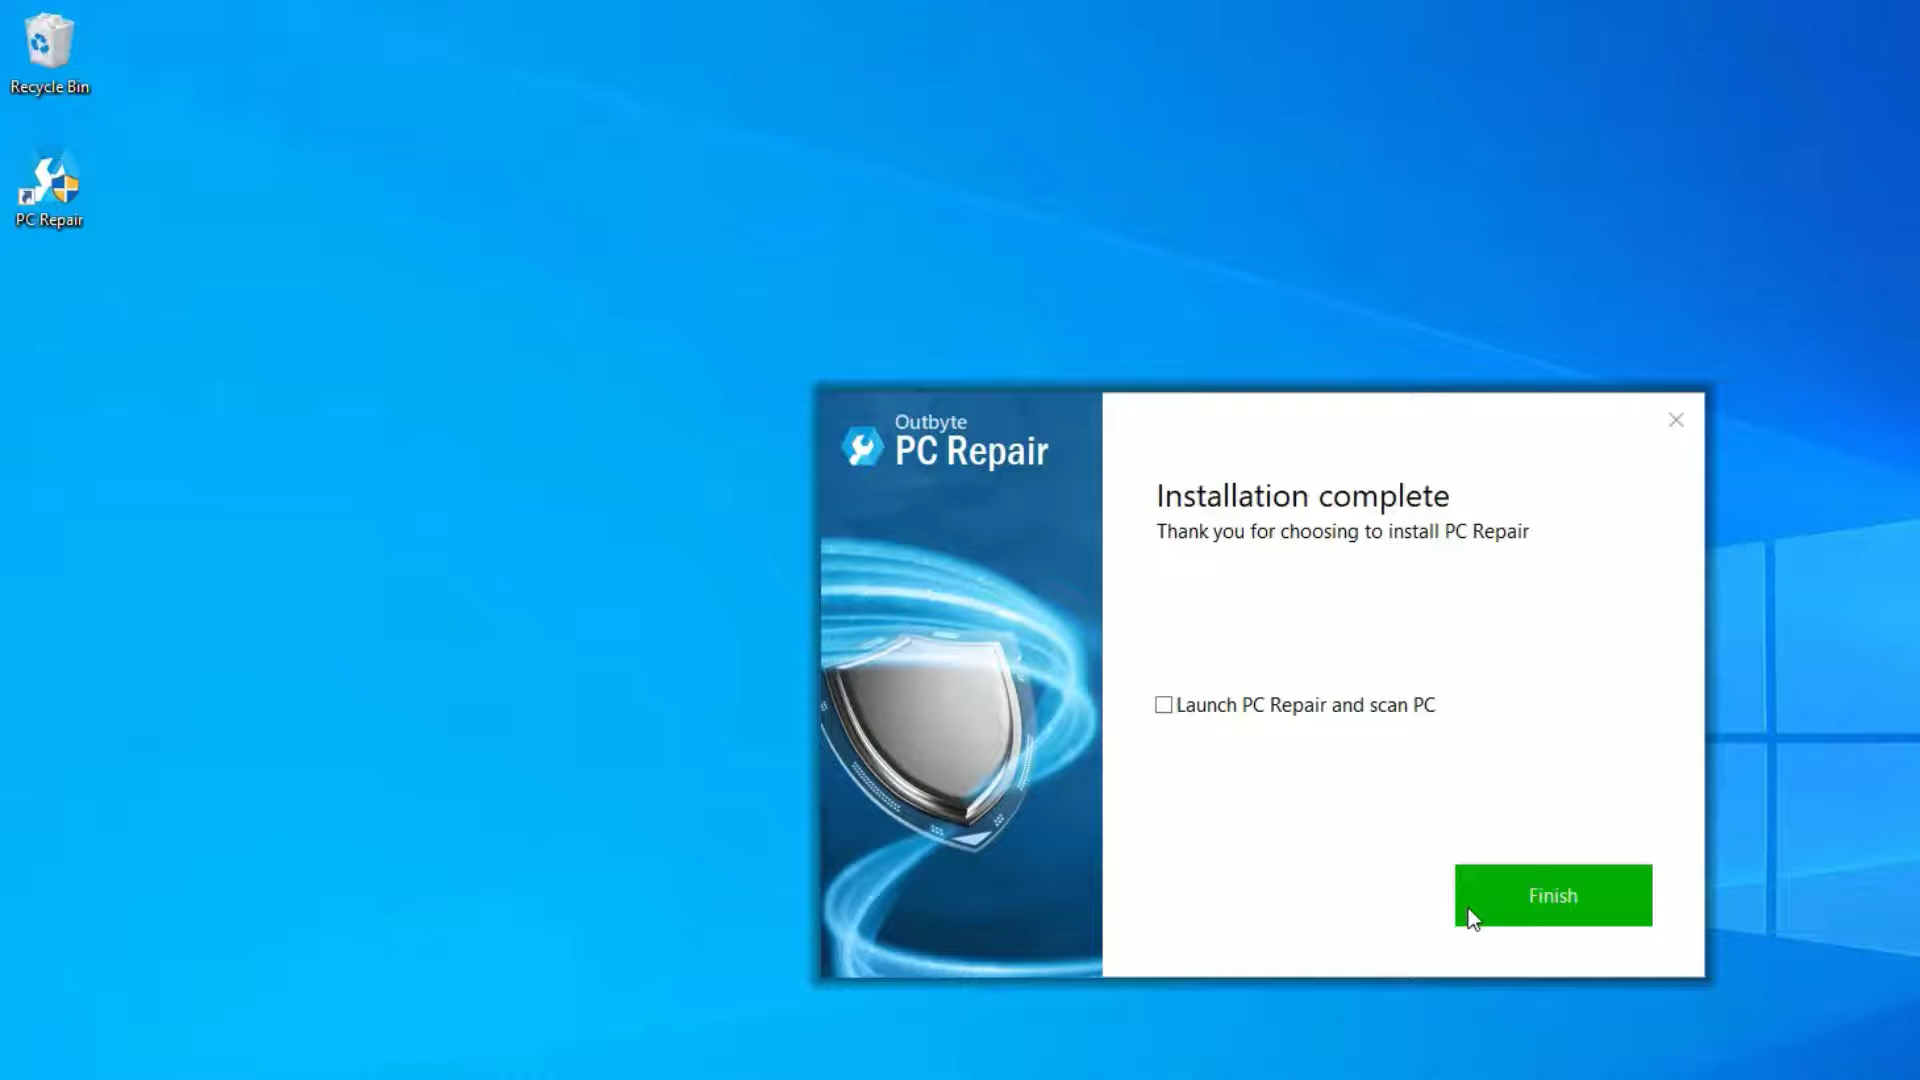 Recycle Bin
PC Repair
Outbyte
PC Repair
Installation complete
Thank you for choosing to install PC Repair
Launch PC Repair and scan PC
Finish